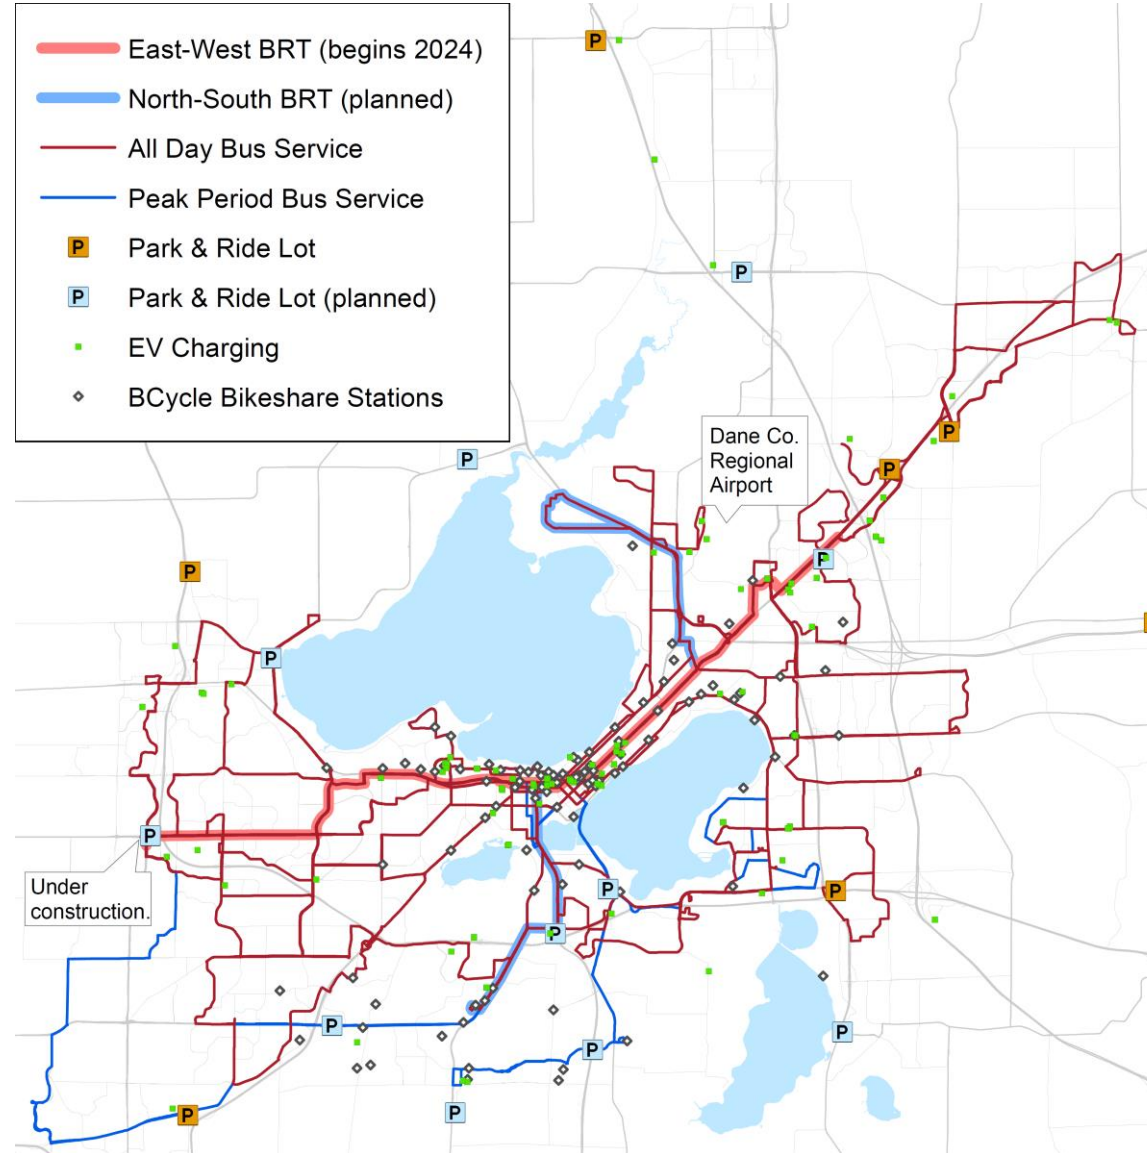 East-West BRT (begins 2024)
North-South BRT (planned)
All Day Bus Service
Peak Period Bus Service
P Park & Ride Lot
P Park & Ride Lot (planned)
EV Charging
BCycle Bikeshare Stations
P
P
P
Dane Co.
Regional
Airport
P
P
P
P
P
P
Under
construction.
P
P
P
P
P
P
P
P